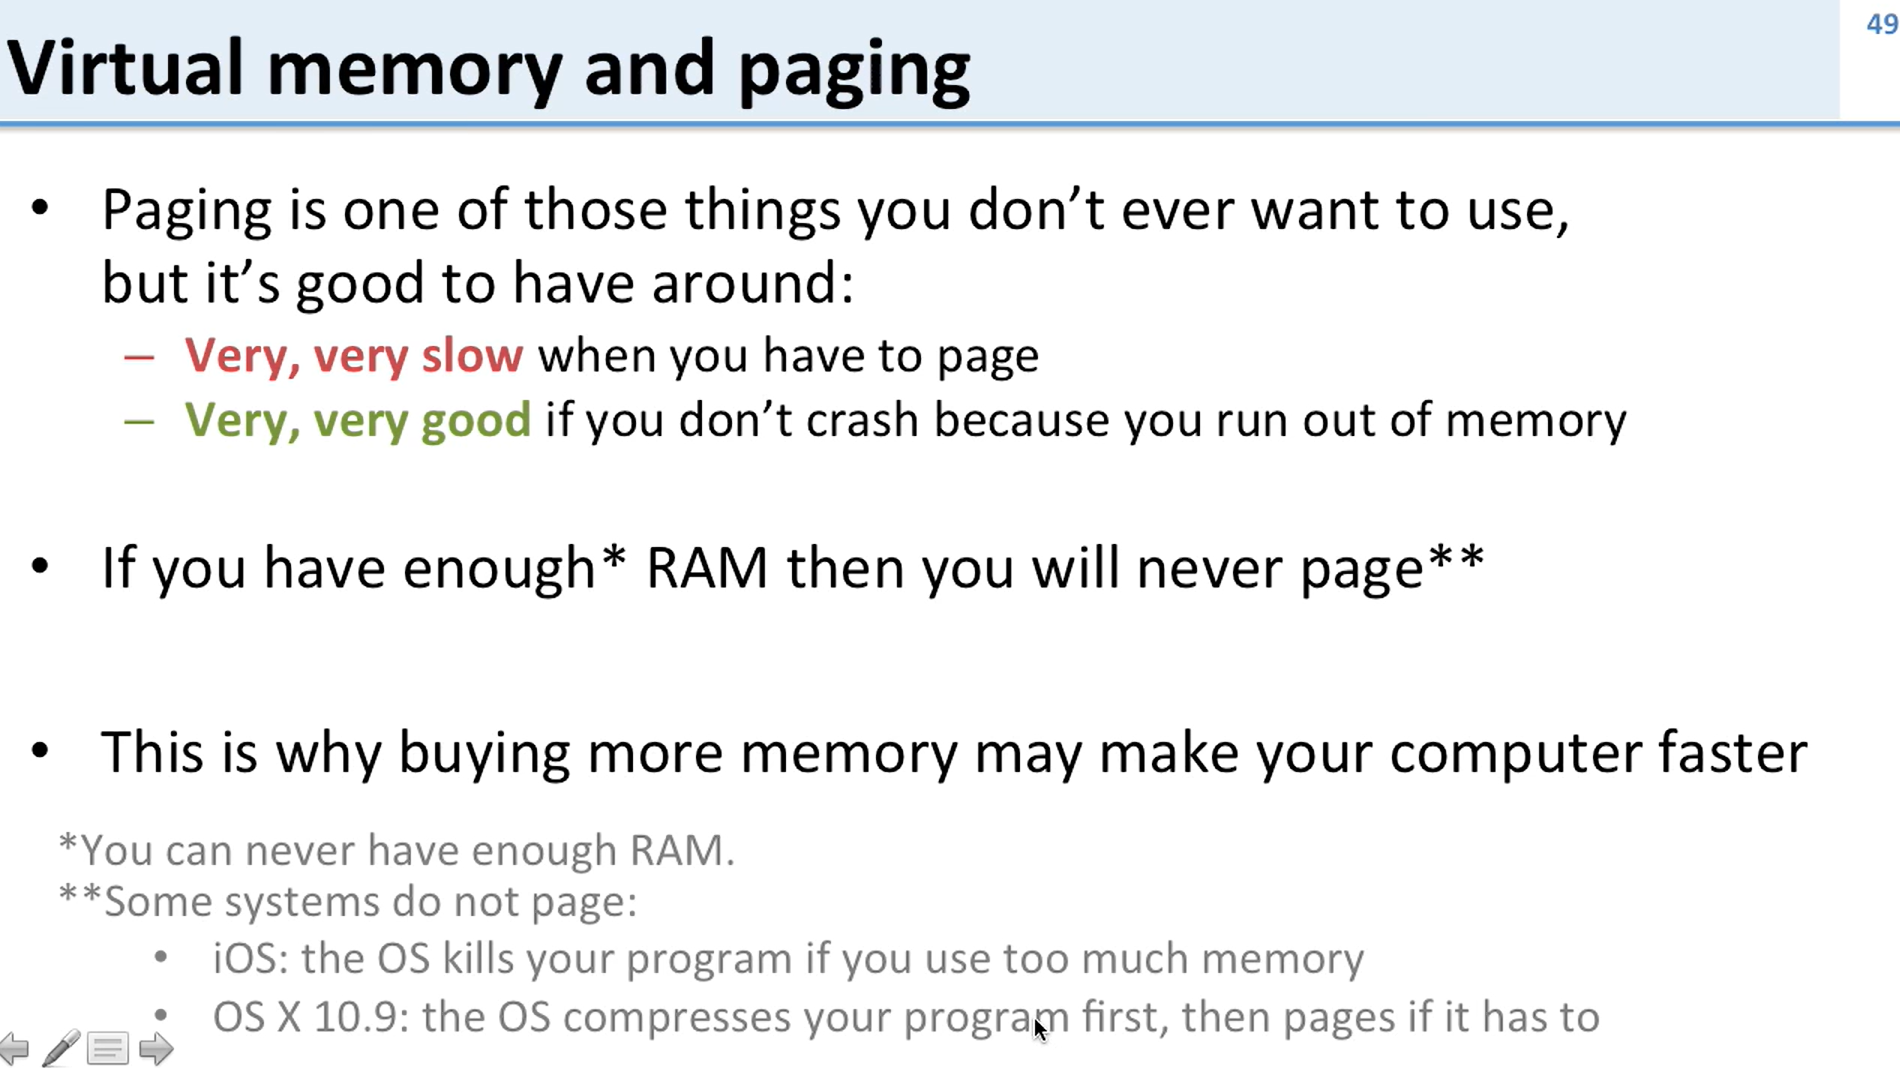 49
Virtual memory and paging
• Paging is one of those things you don’t ever want to use,
but it’s good to have around:
– Very, very slow when you have to page
– Very, very good if you don’t crash because you run out of memory
• If you have enough* RAM then you will never page**
• This is why buying more memory may make your computer faster
*You can never have enough RAM.
**Some systems do not page:
• iOS: the OS kills your program if you use too much memory
• OS X 10.9: the OS compresses your program first, then pages if it has to